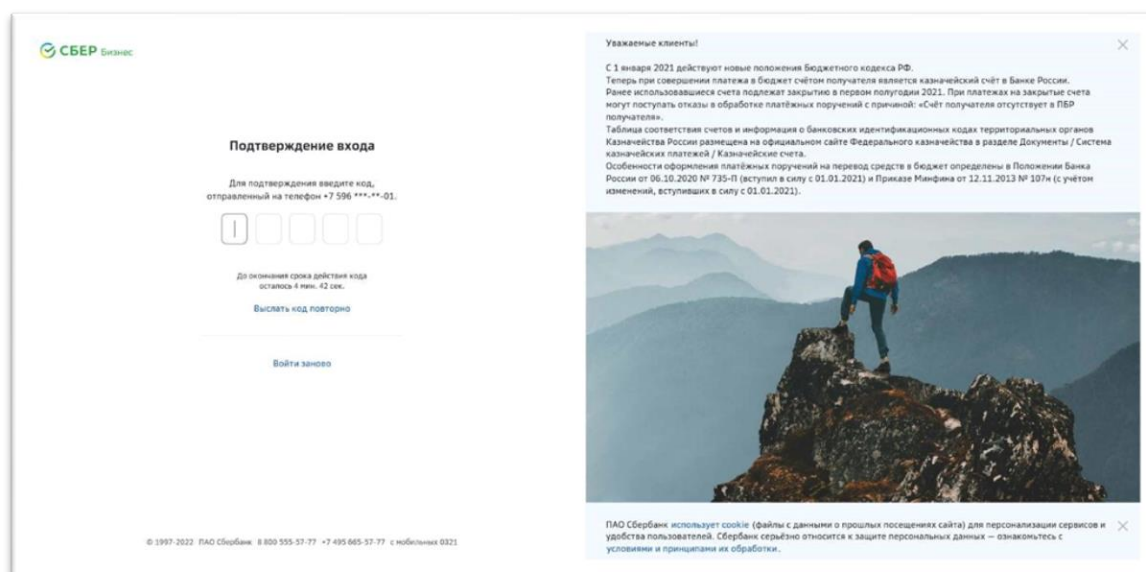 СБЕР Бизнес
Подтверждение входа
Для подтверждения введите код,
отправленный на телефон +7 596 ***-**-01.
До окончания срока действия кода
осталось 4 мин. 42 сек.
Выслать код повторно
Войти заново
© 1997-2022 ПАО Сбербанк 8 800 555-57-77 +7 495 665-57-77 с мобильных 0321
Уважаемые клиенты!
С 1 января 2021 действуют новые положения Бюджетного кодекса РФ.
Теперь при совершении платежа в бюджет счётом получателя является казначейский счёт в Банке России.
Ранее использовавшиеся счета подлежат закрытию в первом полугодии 2021. При платежах на закрытые счета
могут поступать отказы в обработке платёжных поручений с причиной: «Счёт получателя отсутствует в ПБР
получателя».
Таблица соответствия счетов и информация о банковских идентификационных кодах территориальных органов
Казначейства России размещена на официальном сайте Федерального казначейства в разделе Документы / Система
казначейских платежей / Казначейские счета.
Особенности оформления платёжных поручений на перевод средств в бюджет определены в Положении Банка
России от 06.10.2020 № 735-П (вступил в силу с 01.01.2021) и Приказе Минфина от 12.11.2013 № 107н (с учётом
изменений, вступивших в силу с 01.01.2021).
ПАО Сбербанк использует cookie (файлы с данными о прошлых посещениях сайта) для персонализации сервисов и
удобства пользователей. Сбербанк серьёзно относится к защите персональных данных — ознакомьтесь с
условиями и принципами их обработки.